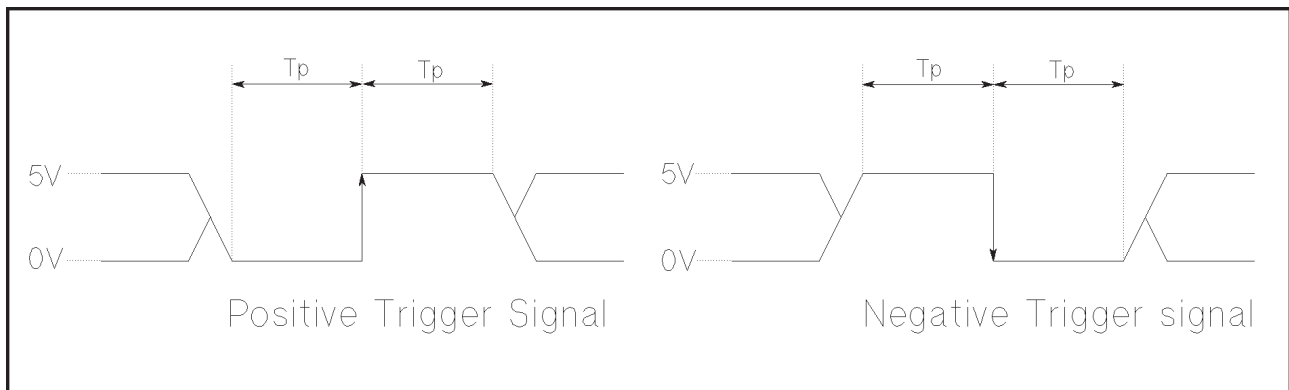 Tp Tp Tp Tp
5V 5V
0V 0V
Positive Trigger Signal
Negative Trigger signal